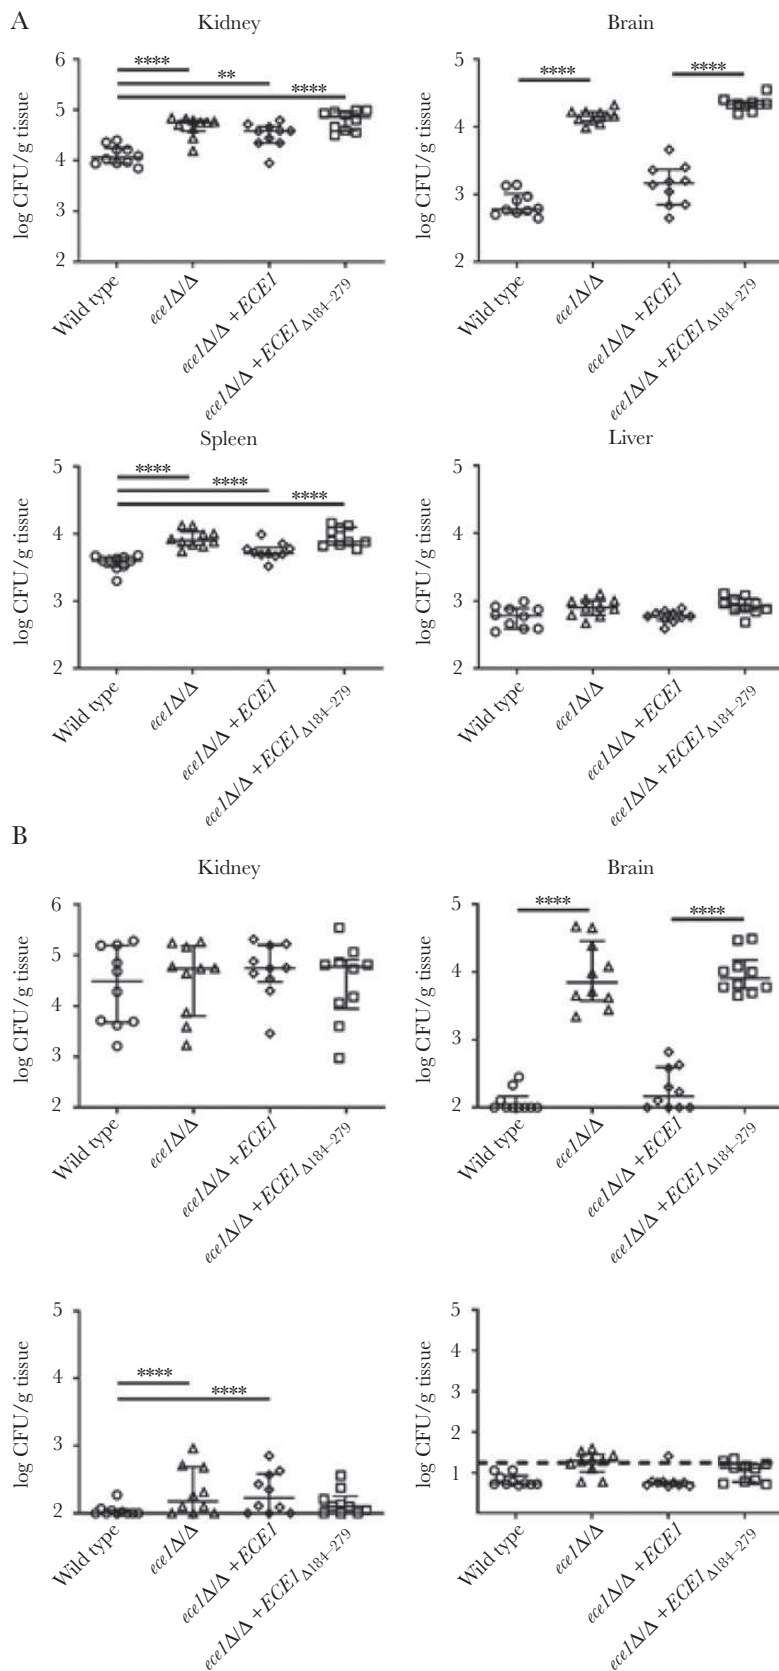 A
Kidney
Brain
log CFU/g tissue
6
5
4
3
2
****
**
****
Wild type
ece1Δ/Δ
ece1Δ/Δ +ECE1
ece1Δ/Δ +ECE1Δ184–279
log CFU/g tissue
5
4
3
2
****
****
Wild type
ece1Δ/Δ
ece1Δ/Δ +ECE1
ece1Δ/Δ +ECE1Δ184–279
Spleen
Liver
log CFU/g tissue
5
4
3
2
****
****
****
Wild type
ece1Δ/Δ
ece1Δ/Δ +ECE1
ece1Δ/Δ +ECE1Δ184–279
log CFU/g tissue
5
4
3
2
Wild type
ece1Δ/Δ
ece1Δ/Δ +ECE1
ece1Δ/Δ +ECE1Δ184–279
B
Kidney
Brain
log CFU/g tissue
6
5
4
3
2
Wild type
ece1Δ/Δ
ece1Δ/Δ +ECE1
ece1Δ/Δ +ECE1Δ184–279
log CFU/g tissue
5
4
3
2
****
****
Wild type
ece1Δ/Δ
ece1Δ/Δ +ECE1
ece1Δ/Δ +ECE1Δ184–279
log CFU/g tissue
5
4
3
2
****
****
Wild type
ece1Δ/Δ
ece1Δ/Δ +ECE1
ece1Δ/Δ +ECE1Δ184–279
log CFU/g tissue
5
4
3
2
1
Wild type
ece1Δ/Δ
ece1Δ/Δ +ECE1
ece1Δ/Δ +ECE1Δ184–279